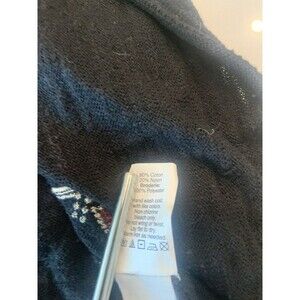 80% Cotton
20% Nylon
Broderie:
100% Polyester
Hand wash cold
with like colors.
Non-chlorine
bleach only.
Do not wring or twist.
Lay flat to dry.
Warm iron as needed.